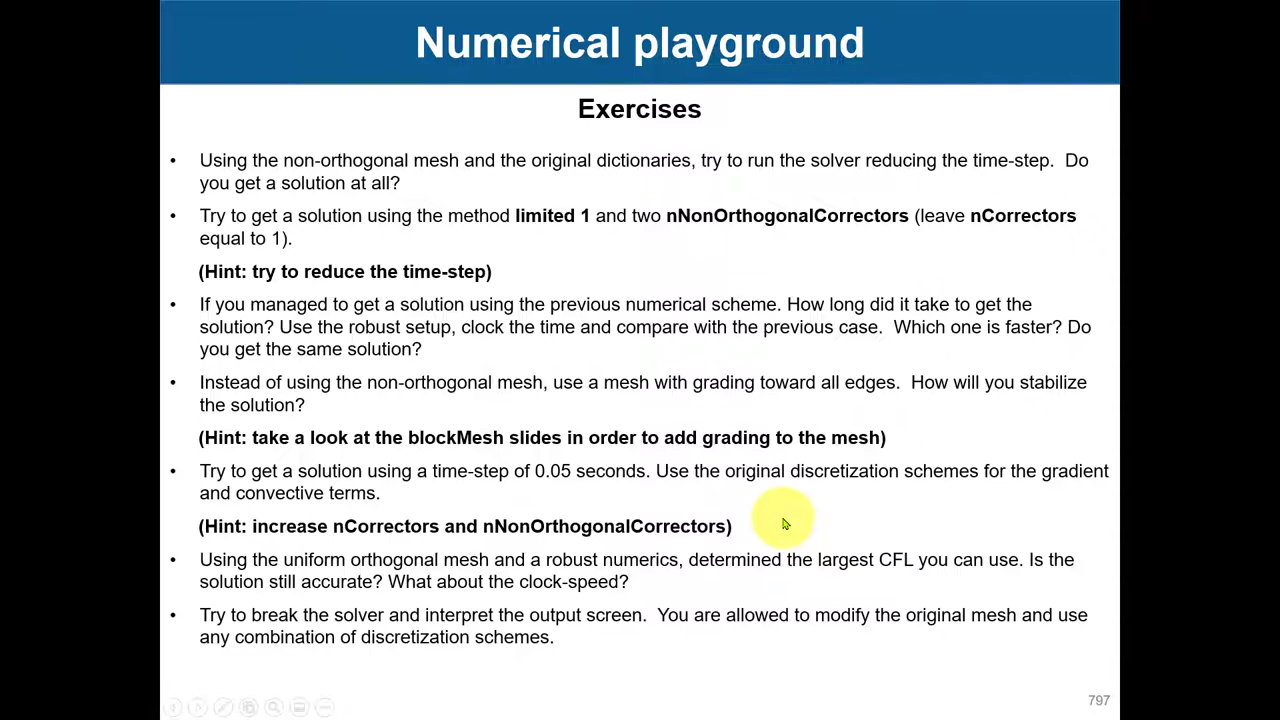 Numerical playground
Exercises
• Using the non-orthogonal mesh and the original dictionaries, try to run the solver reducing the time-step. Do
you get a solution at all?
• Try to get a solution using the method limited 1 and two nNonOrthogonalCorrectors (leave nCorrectors
equal to 1).
(Hint: try to reduce the time-step)
• If you managed to get a solution using the previous numerical scheme. How long did it take to get the
solution? Use the robust setup, clock the time and compare with the previous case. Which one is faster? Do
you get the same solution?
• Instead of using the non-orthogonal mesh, use a mesh with grading toward all edges. How will you stabilize
the solution?
(Hint: take a look at the blockMesh slides in order to add grading to the mesh)
• Try to get a solution using a time-step of 0.05 seconds. Use the original discretization schemes for the gradient
and convective terms.
(Hint: increase nCorrectors and nNonOrthogonalCorrectors)
• Using the uniform orthogonal mesh and a robust numerics, determined the largest CFL you can use. Is the
solution still accurate? What about the clock-speed?
• Try to break the solver and interpret the output screen. You are allowed to modify the original mesh and use
any combination of discretization schemes.
797